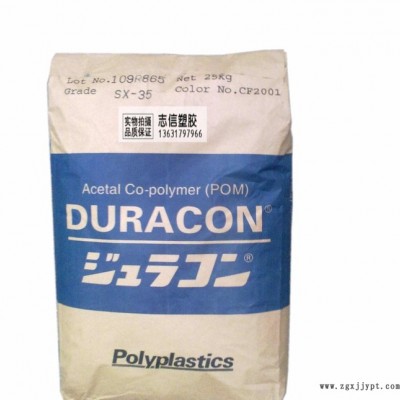 Lot No.109R865 Net 25Kg
Grade SX-35 Color No.CF2001
实物拍摄
品质保证
志信塑胶
13631797966
Acetal Co-polymer (POM)
DURACON®
ジュラコン®
Polyplastics
www.zgxjjypt.com